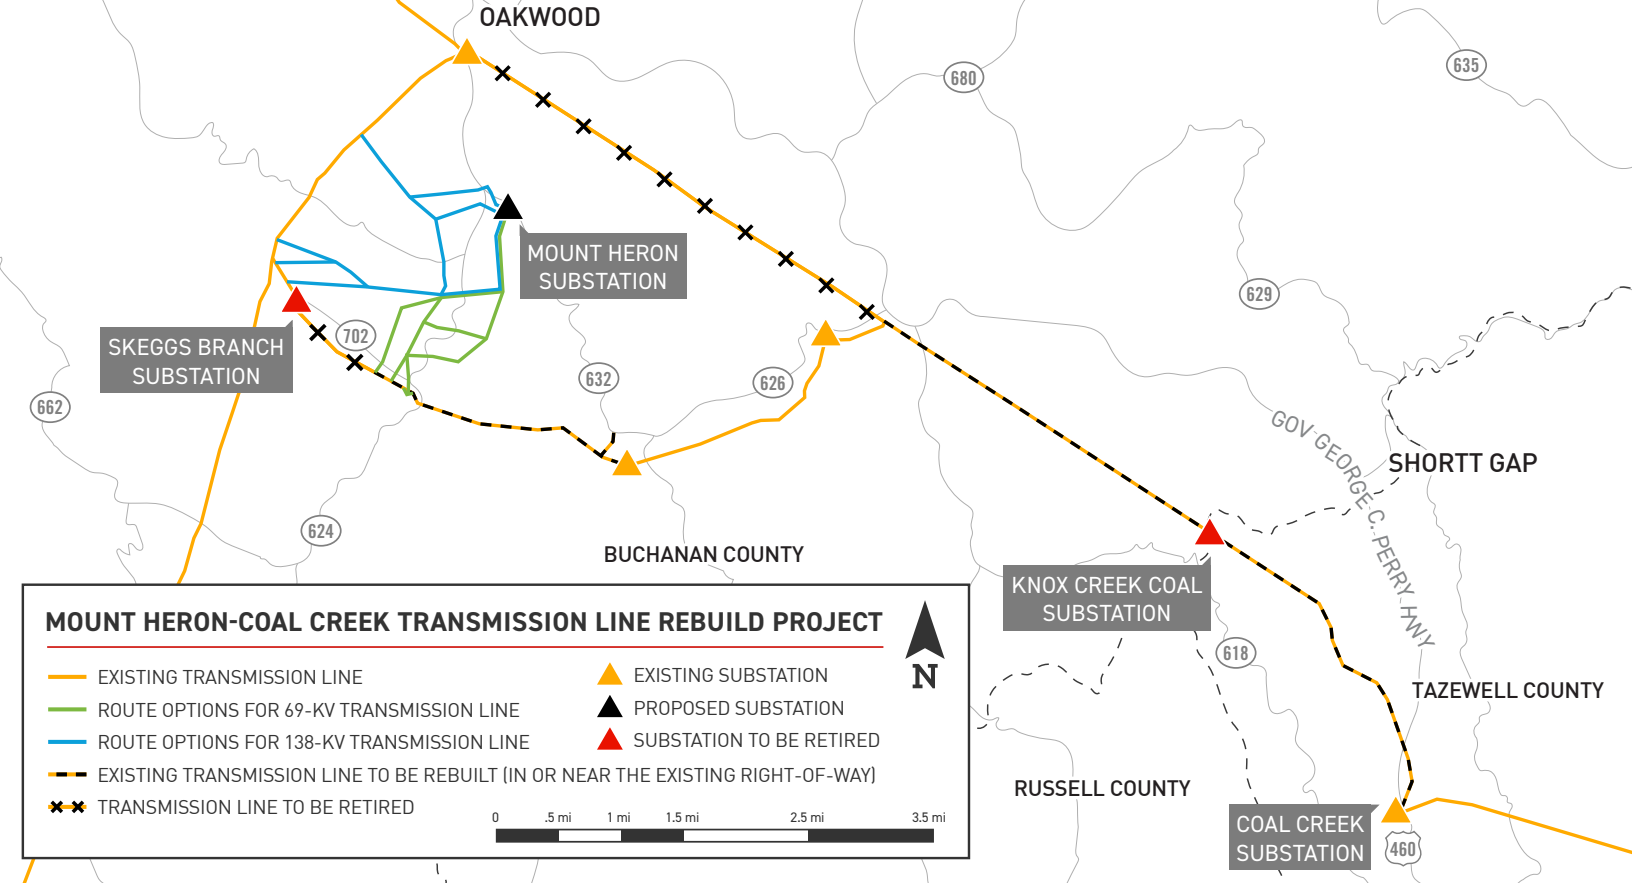 OAKWOOD
680
635
MOUNT HERON
SUBSTATION
629
702
SKEGGS BRANCH
SUBSTATION
632
626
662
GOV GEORGE C. PERRY HWY
SHORTT GAP
624
BUCHANAN COUNTY
KNOX CREEK COAL
SUBSTATION
618
TAZEWELL COUNTY
RUSSELL COUNTY
COAL CREEK
SUBSTATION
460
MOUNT HERON-COAL CREEK TRANSMISSION LINE REBUILD PROJECT
N
EXISTING TRANSMISSION LINE
ROUTE OPTIONS FOR 69-KV TRANSMISSION LINE
ROUTE OPTIONS FOR 138-KV TRANSMISSION LINE
EXISTING TRANSMISSION LINE TO BE REBUILT (IN OR NEAR THE EXISTING RIGHT-OF-WAY)
TRANSMISSION LINE TO BE RETIRED
EXISTING SUBSTATION
PROPOSED SUBSTATION
SUBSTATION TO BE RETIRED
0 .5 mi 1 mi 1.5 mi 2.5 mi 3.5 mi